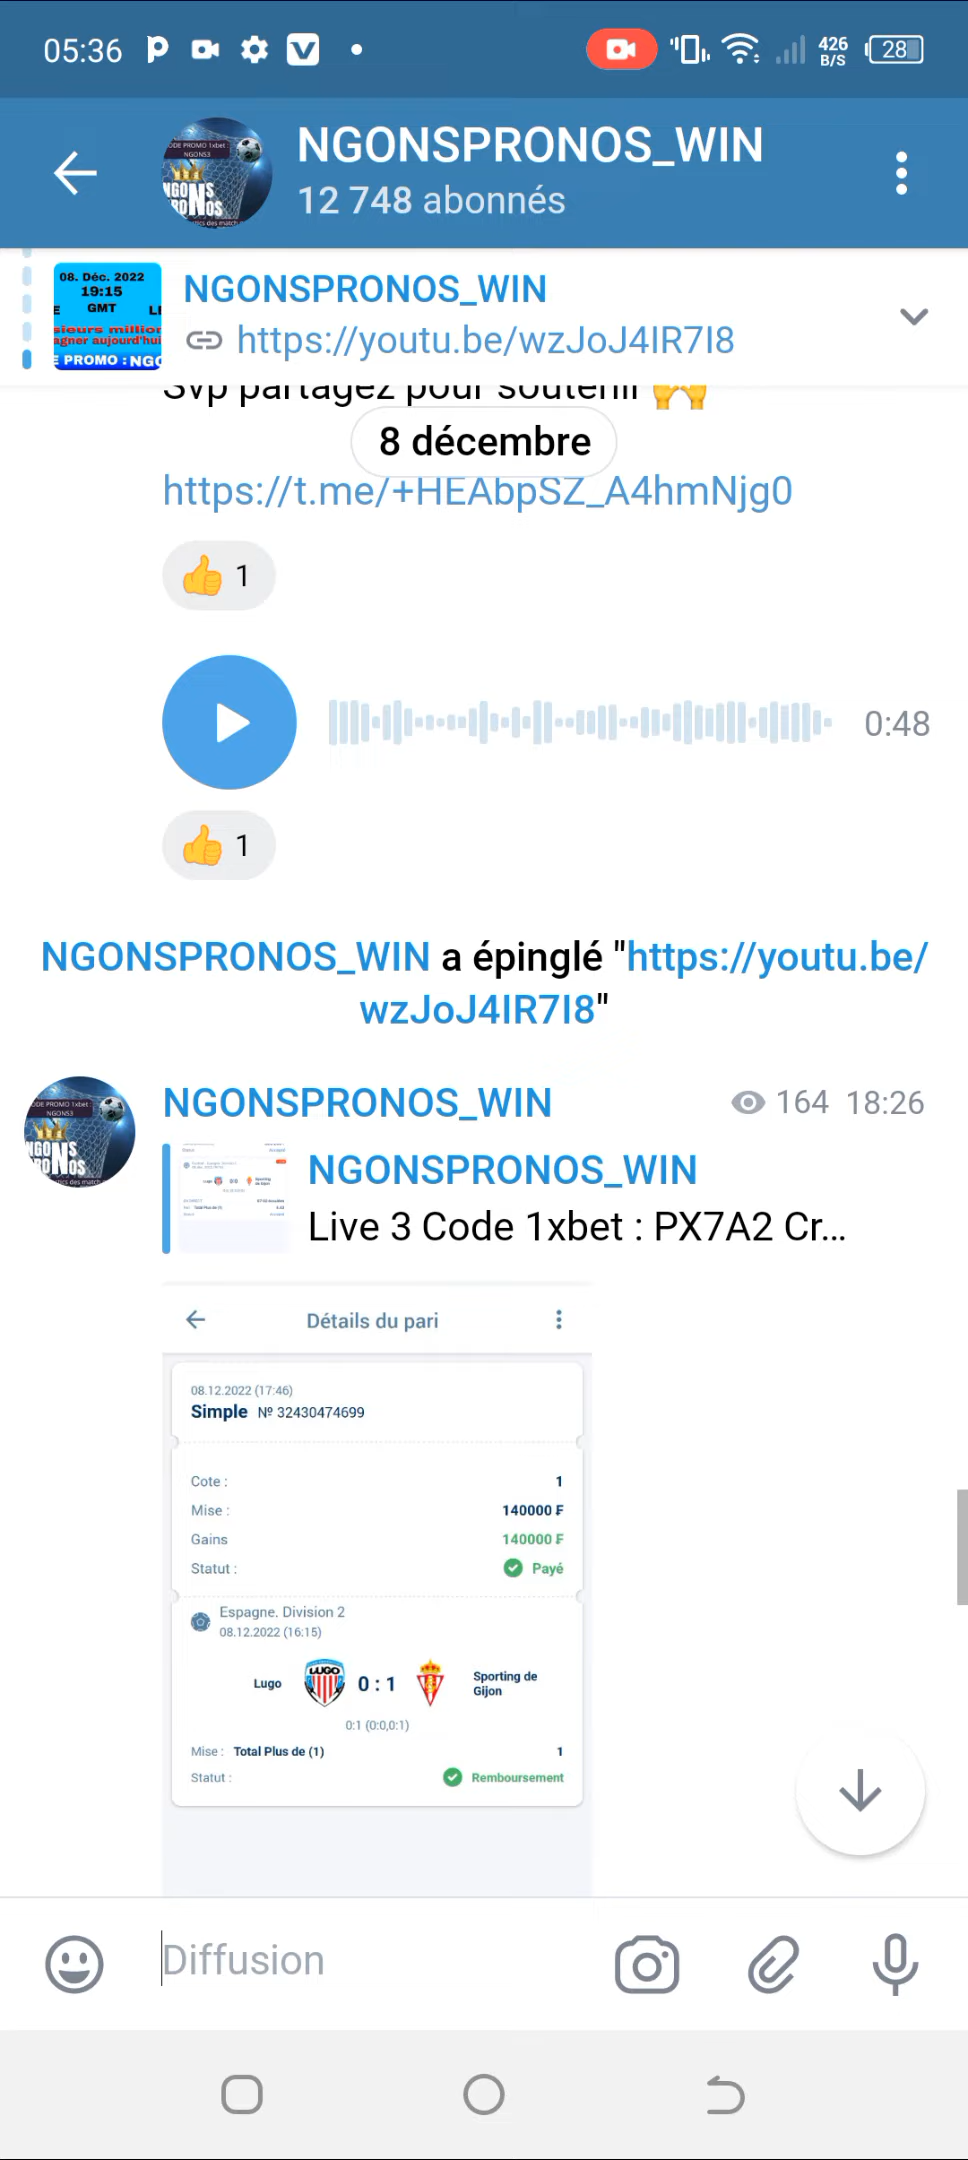 05:36
426
B/S
28
NGONSPRONOS_WIN
12 748 abonnés
08. Déc. 2022
19:15
GMT
NGONSPRONOS_WIN
https://youtu.be/wzJoJ4IR7I8
Svp partagez pour soutenir 🙌
8 décembre
https://t.me/+HEAbpSZ_A4hmNjg0
👍 1
0:48
👍 1
NGONSPRONOS_WIN a épinglé "https://youtu.be/
wzJoJ4IR7I8"
NGONSPRONOS_WIN 164 18:26
NGONSPRONOS_WIN
Live 3 Code 1xbet : PX7A2 Cr...
Détails du pari
08.12.2022 (17:46)
Simple Nº 32430474699
Cote : 1
Mise : 140000 ₣
Gains 140000 ₣
Statut : Payé
Espagne. Division 2
08.12.2022 (16:15)
Lugo LUGO 0 : 1 Sporting de
Gijon
0:1 (0:0,0:1)
Mise : Total Plus de (1) 1
Statut : Remboursement
Diffusion